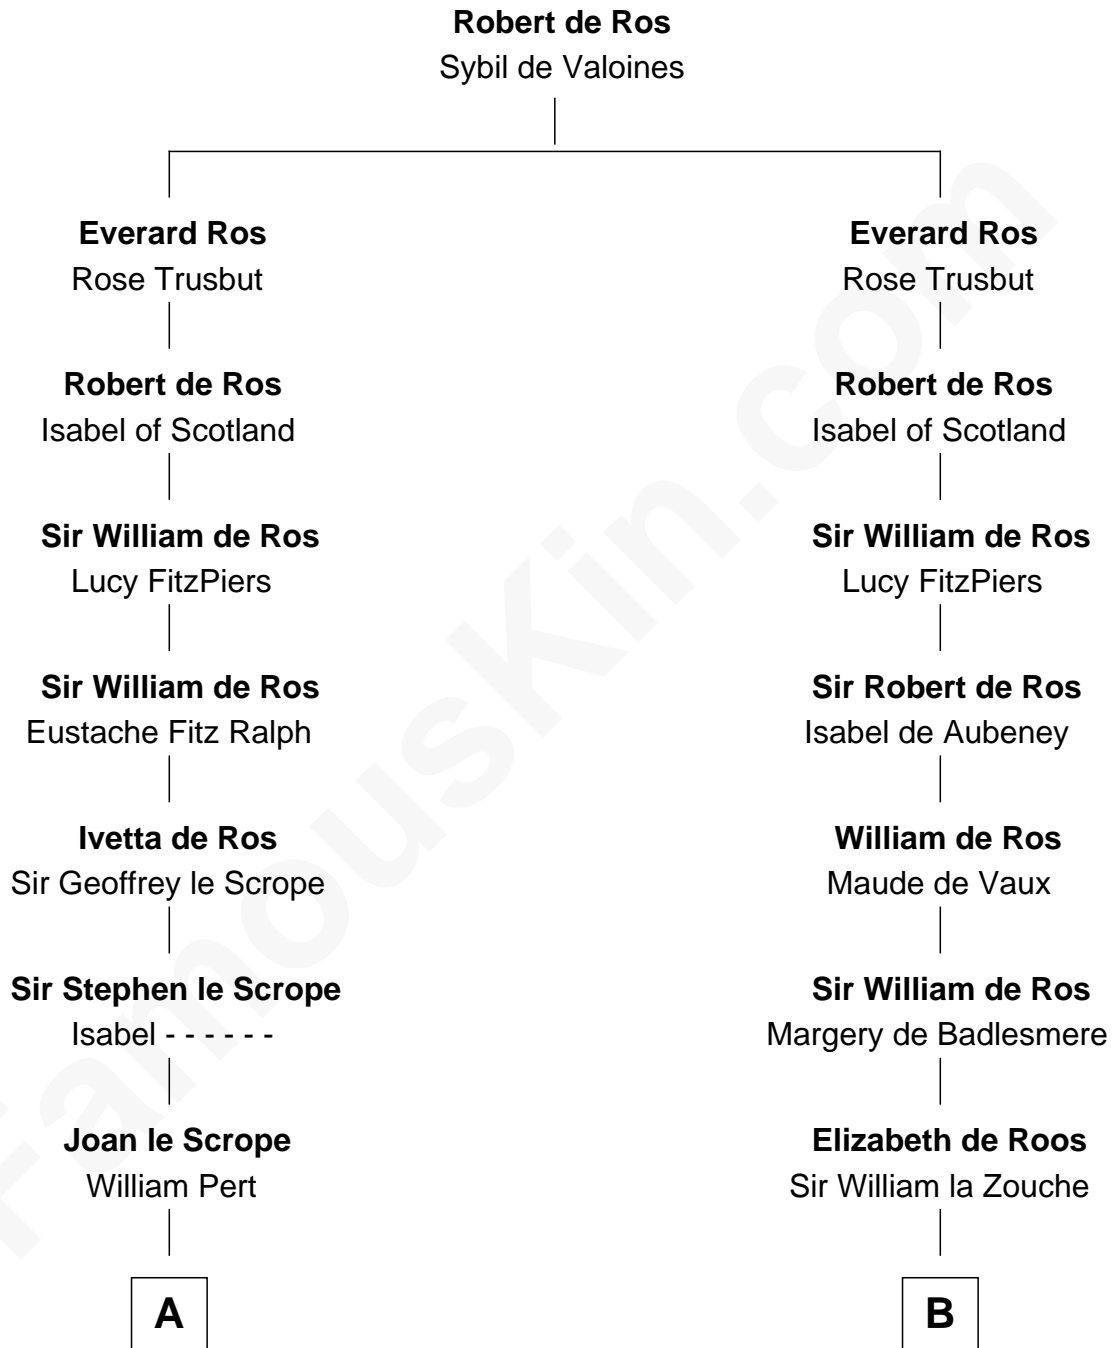 Robert de Ros
Sybil de Valoines
Everard Ros
Rose Trusbut
Everard Ros
Rose Trusbut
Robert de Ros
Isabel of Scotland
Robert de Ros
Isabel of Scotland
Sir William de Ros
Lucy FitzPiers
Sir William de Ros
Lucy FitzPiers
Sir William de Ros
Eustache Fitz Ralph
Sir Robert de Ros
Isabel de Aubeney
Ivetta de Ros
Sir Geoffrey le Scrope
William de Ros
Maude de Vaux
Sir Stephen le Scrope
Isabel - - - - - -
Sir William de Ros
Margery de Badlesmere
Joan le Scrope
William Pert
Elizabeth de Roos
Sir William la Zouche
A
B
FamousKin.com